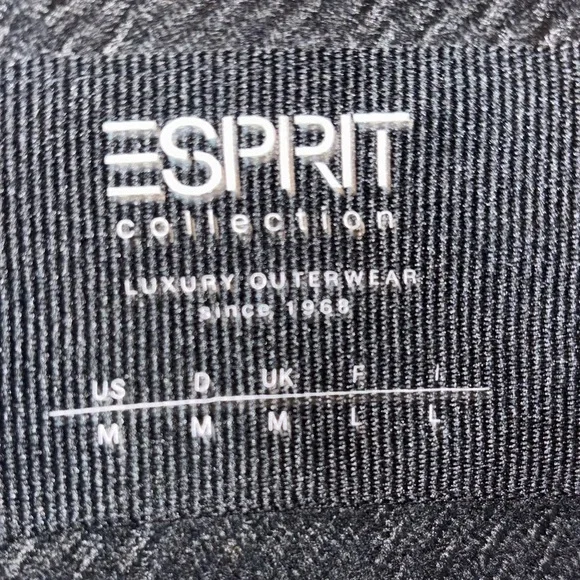 ESPRIT
collection
LUXURY OUTERWEAR
since 1968
US D UK F I
M M M L L